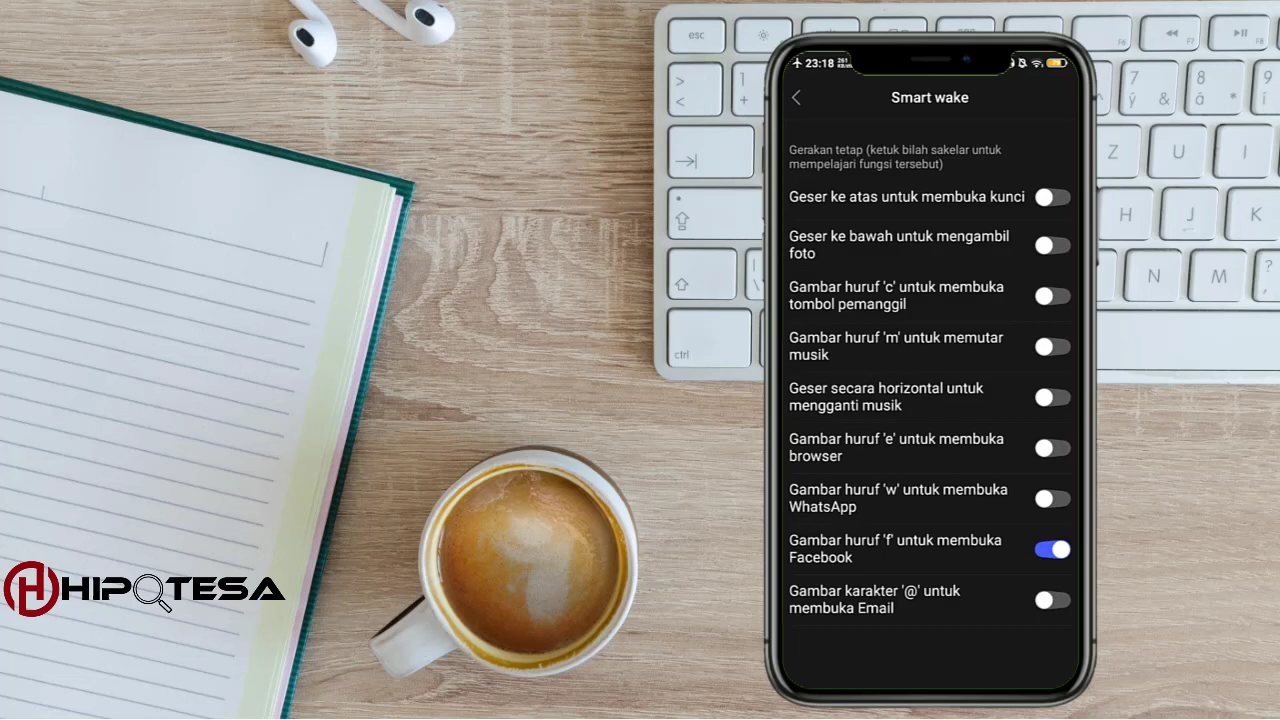 esc
F6
F7
F8
>
<
1
+
7
ý
&
8
á
*
9
í
Z
U
I
H
J
K
N
M
?
ctrl
23:18
Smart wake
Gerakan tetap (ketuk bilah sakelar untuk
mempelajari fungsi tersebut)
Geser ke atas untuk membuka kunci
Geser ke bawah untuk mengambil
foto
Gambar huruf 'c' untuk membuka
tombol pemanggil
Gambar huruf 'm' untuk memutar
musik
Geser secara horizontal untuk
mengganti musik
Gambar huruf 'e' untuk membuka
browser
Gambar huruf 'w' untuk membuka
WhatsApp
Gambar huruf 'f' untuk membuka
Facebook
Gambar karakter '@' untuk
membuka Email
HIPOTESA